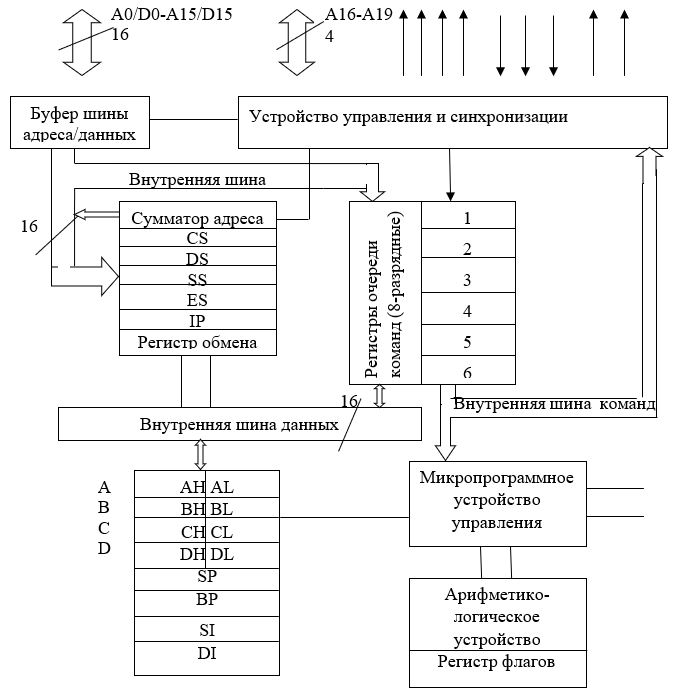 A0/D0-A15/D15
16
A16-A19
4
Буфер шины
адреса/данных
Устройство управления и синхронизации
Внутренняя шина
16
Сумматор адреса
CS
DS
SS
ES
IP
Регистр обмена
Регистры очереди
команд (8-разрядные)
1
2
3
4
5
6
16
Внутренняя шина команд
Внутренняя шина данных
A
B
C
D
AH AL
BH BL
CH CL
DH DL
SP
BP
SI
DI
Микропрограммное
устройство
управления
Арифметико-
логическое
устройство
Регистр флагов